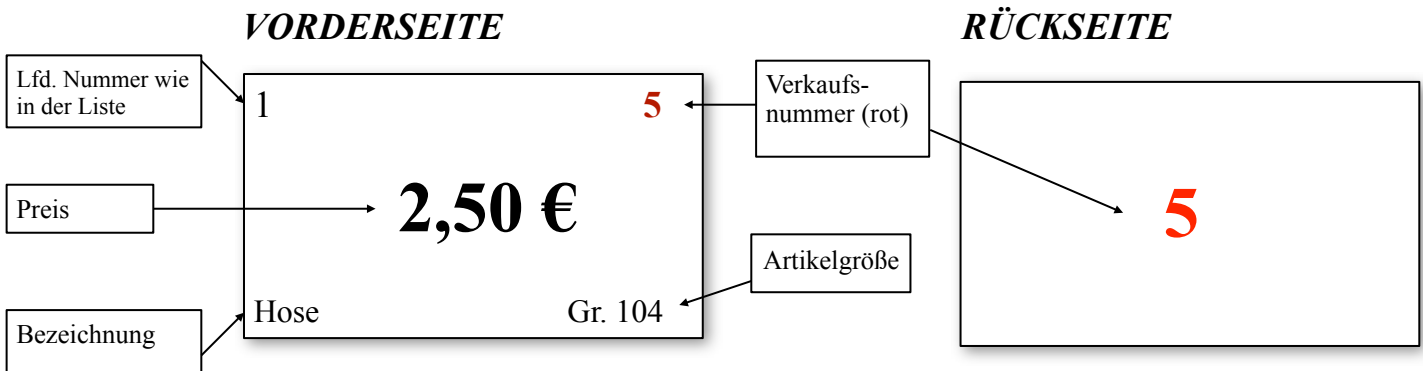 VORDERSEITE
RÜCKSEITE
Lfd. Nummer wie
in der Liste
1
5
Verkaufs-
nummer (rot)
Preis
2,50 €
5
Artikelgröße
Bezeichnung
Hose
Gr. 104